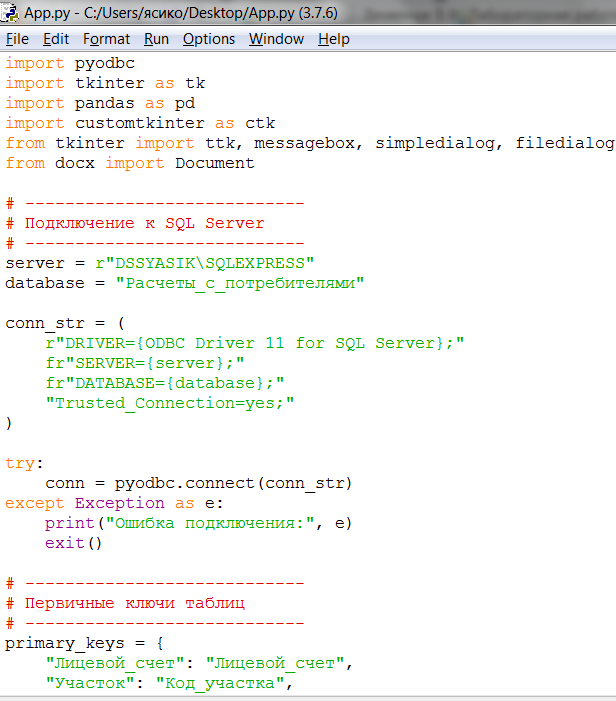 App.py - C:/Users/ясико/Desktop/App.py (3.7.6)
File Edit Format Run Options Window Help
import pyodbc
import tkinter as tk
import pandas as pd
import customtkinter as ctk
from tkinter import ttk, messagebox, simpledialog, filedialog
from docx import Document
# ----------------------------
# Подключение к SQL Server
# ----------------------------
server = r"DSSYASIK\SQLEXPRESS"
database = "Расчеты_с_потребителями"
conn_str = (
    r"DRIVER={ODBC Driver 11 for SQL Server};"
    fr"SERVER={server};"
    fr"DATABASE={database};"
    "Trusted_Connection=yes;"
)
try:
    conn = pyodbc.connect(conn_str)
except Exception as e:
    print("Ошибка подключения:", e)
    exit()
# ----------------------------
# Первичные ключи таблиц
# ----------------------------
primary_keys = {
    "Лицевой_счет": "Лицевой_счет",
    "Участок": "Код_участка",